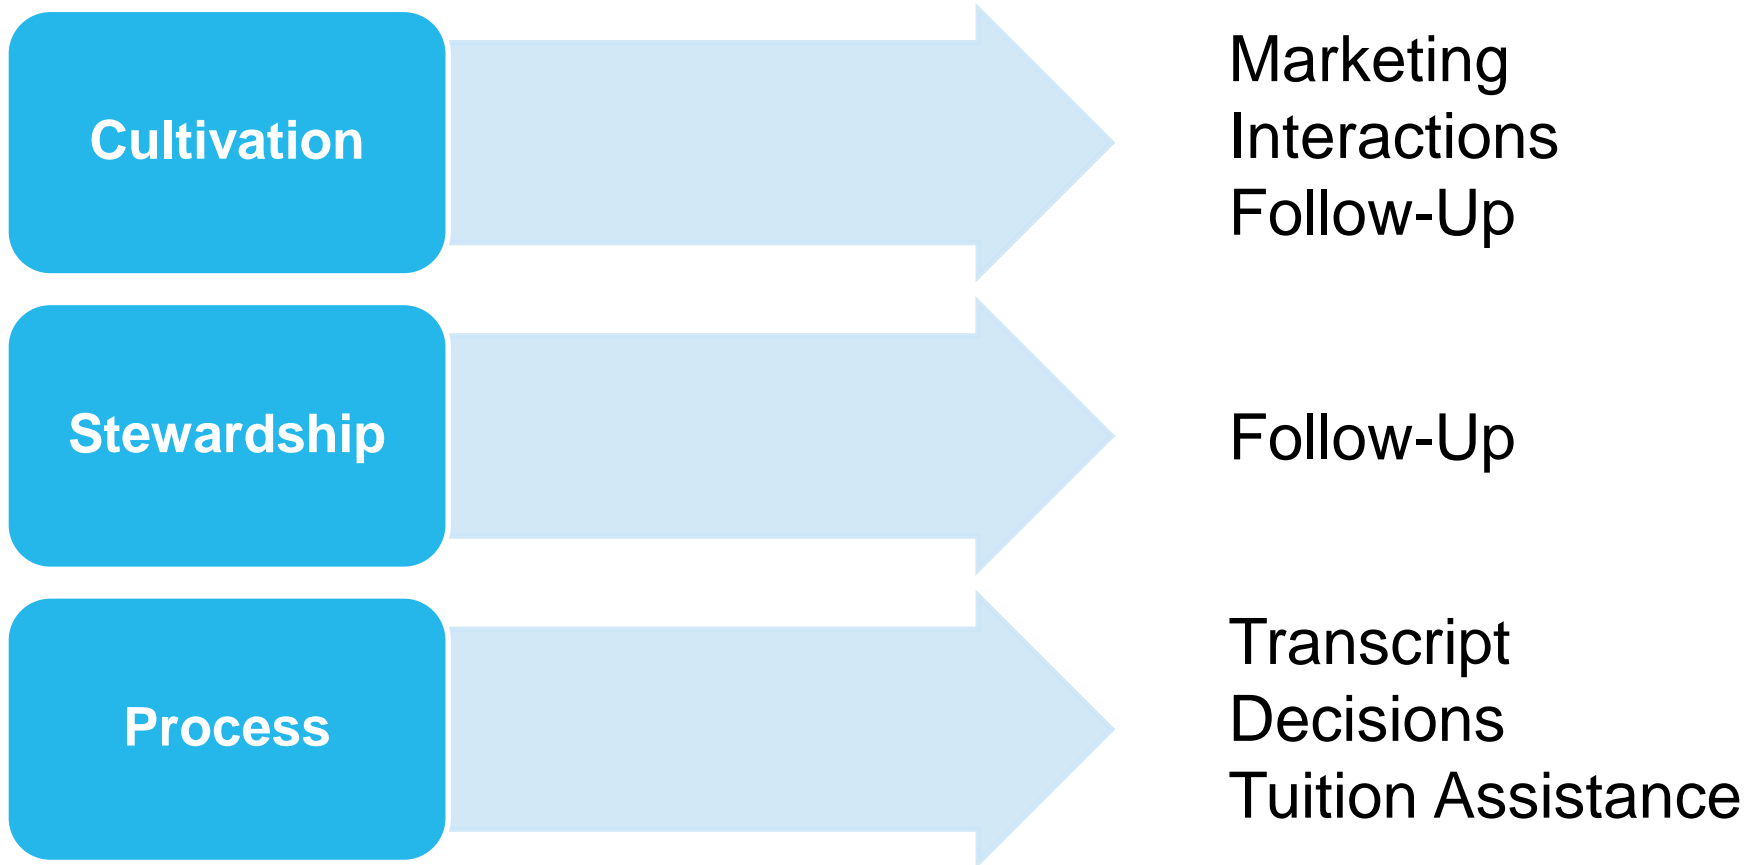 Cultivation
Marketing
Interactions
Follow-Up
Stewardship
Follow-Up
Process
Transcript
Decisions
Tuition Assistance